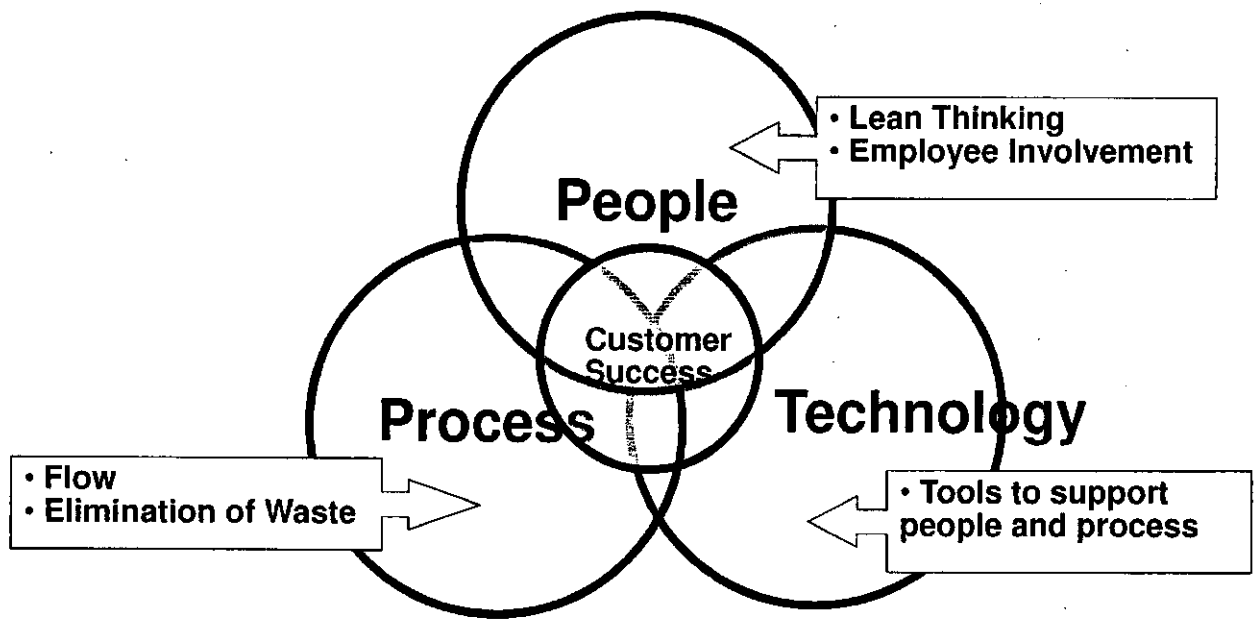 • Lean Thinking
• Employee Involvement
People
Customer
Success
Process
Technology
• Flow
• Elimination of Waste
• Tools to support
people and process